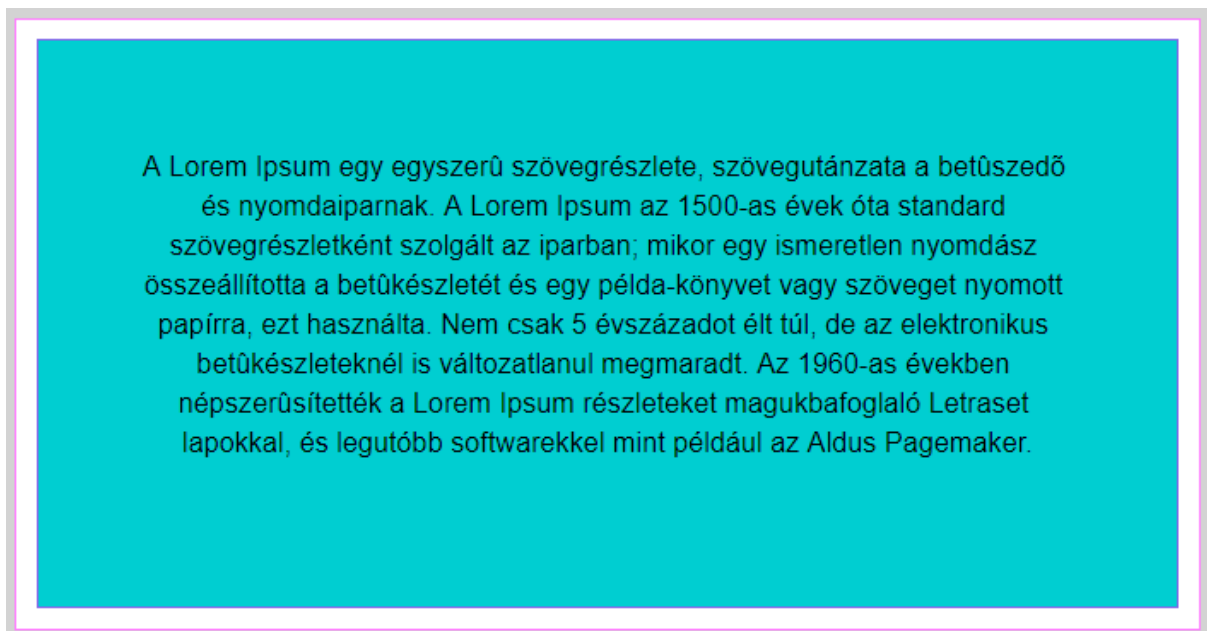 A Lorem Ipsum egy egyszerû szövegrészlete, szövegutánzata a betûszedõ
és nyomdaiparnak. A Lorem Ipsum az 1500-as évek óta standard
szövegrészletként szolgált az iparban; mikor egy ismeretlen nyomdász
összeállította a betûkészletét és egy példa-könyvet vagy szöveget nyomott
papírra, ezt használta. Nem csak 5 évszázadot élt túl, de az elektronikus
betûkészleteknél is változatlanul megmaradt. Az 1960-as években
népszerûsítették a Lorem Ipsum részleteket magukbafoglaló Letraset
lapokkal, és legutóbb softwarekkel mint például az Aldus Pagemaker.